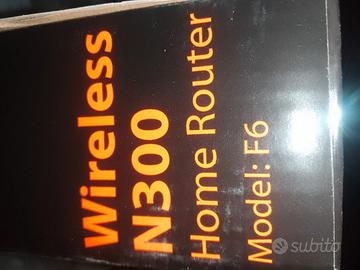 Wireless
N300
Home Router
Model: F6
subito